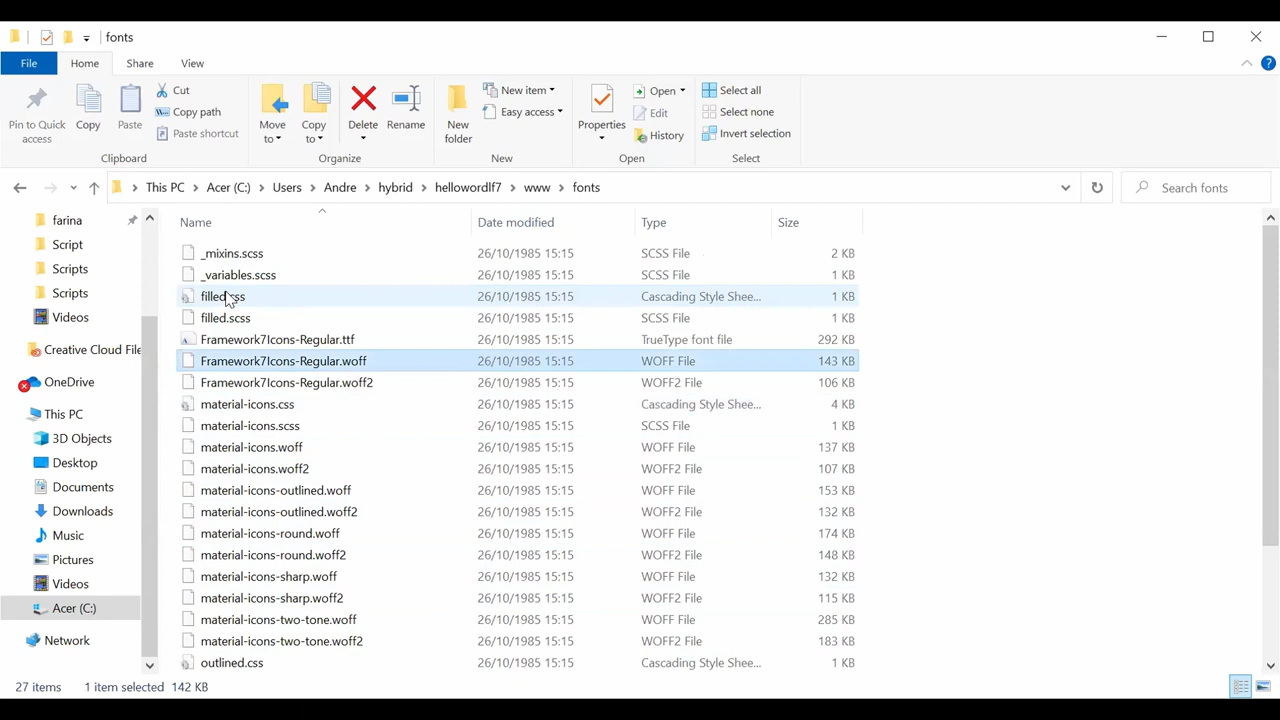 fonts
File Home Share View
Pin to Quick access
Copy
Paste
Cut
Copy path
Paste shortcut
Clipboard
Move to
Copy to
Delete
Rename
Organize
New folder
New item
Easy access
New
Properties
Open
Edit
History
Open
Select all
Select none
Invert selection
Select
This PC > Acer (C:) > Users > Andre > hybrid > hellowordlf7 > www > fonts
Search fonts
farina
Script
Scripts
Scripts
Videos
Creative Cloud File
OneDrive
This PC
3D Objects
Desktop
Documents
Downloads
Music
Pictures
Videos
Acer (C:)
Network
Name Date modified Type Size
_mixins.scss 26/10/1985 15:15 SCSS File 2 KB
_variables.scss 26/10/1985 15:15 SCSS File 1 KB
filled.css 26/10/1985 15:15 Cascading Style Shee... 1 KB
filled.scss 26/10/1985 15:15 SCSS File 1 KB
Framework7Icons-Regular.ttf 26/10/1985 15:15 TrueType font file 292 KB
Framework7Icons-Regular.woff 26/10/1985 15:15 WOFF File 143 KB
Framework7Icons-Regular.woff2 26/10/1985 15:15 WOFF2 File 106 KB
material-icons.css 26/10/1985 15:15 Cascading Style Shee... 4 KB
material-icons.scss 26/10/1985 15:15 SCSS File 1 KB
material-icons.woff 26/10/1985 15:15 WOFF File 137 KB
material-icons.woff2 26/10/1985 15:15 WOFF2 File 107 KB
material-icons-outlined.woff 26/10/1985 15:15 WOFF File 153 KB
material-icons-outlined.woff2 26/10/1985 15:15 WOFF2 File 132 KB
material-icons-round.woff 26/10/1985 15:15 WOFF File 174 KB
material-icons-round.woff2 26/10/1985 15:15 WOFF2 File 148 KB
material-icons-sharp.woff 26/10/1985 15:15 WOFF File 132 KB
material-icons-sharp.woff2 26/10/1985 15:15 WOFF2 File 115 KB
material-icons-two-tone.woff 26/10/1985 15:15 WOFF File 285 KB
material-icons-two-tone.woff2 26/10/1985 15:15 WOFF2 File 183 KB
outlined.css 26/10/1985 15:15 Cascading Style Shee... 1 KB
27 items 1 item selected 142 KB